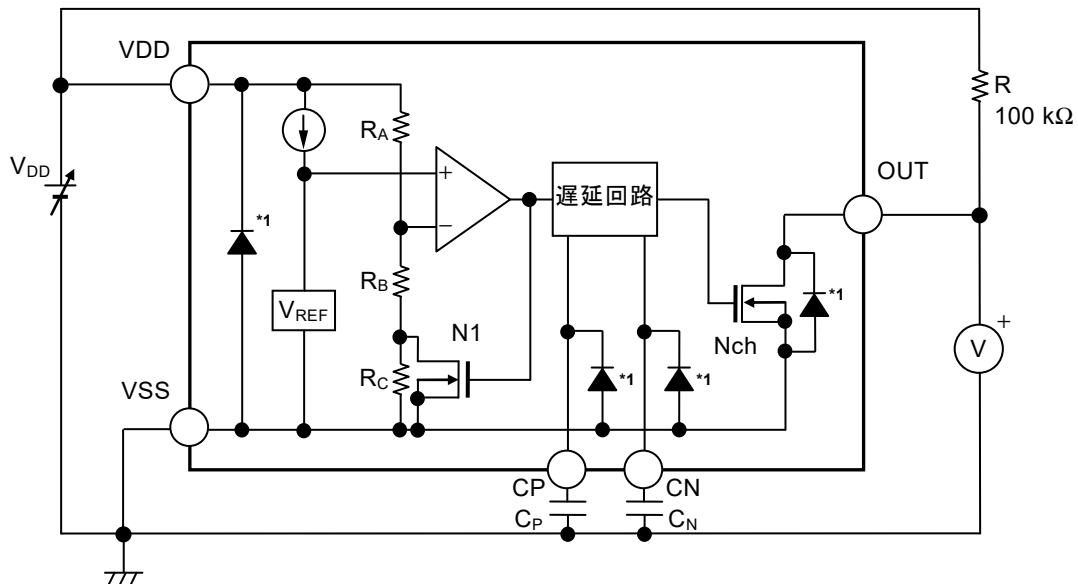 VDD
R
100 kΩ
RA
VDD
*1
+
−
遅延回路
OUT
RB
*1
VREF
N1
Nch
+
V
RC
VSS
*1
*1
CP
CN
CP
CN